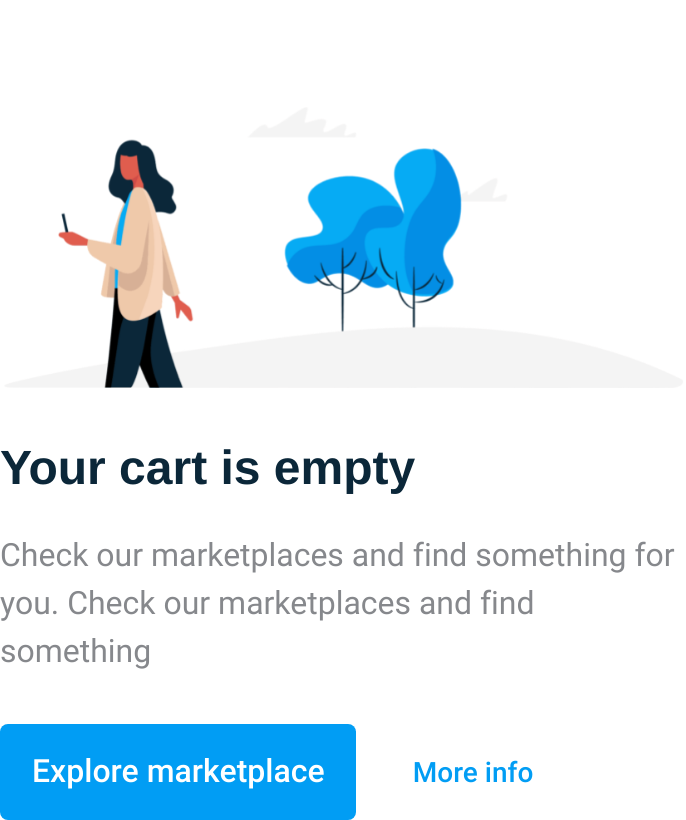 Your cart is empty
Check our marketplaces and find something for
you. Check our marketplaces and find
something
Explore marketplace
More info